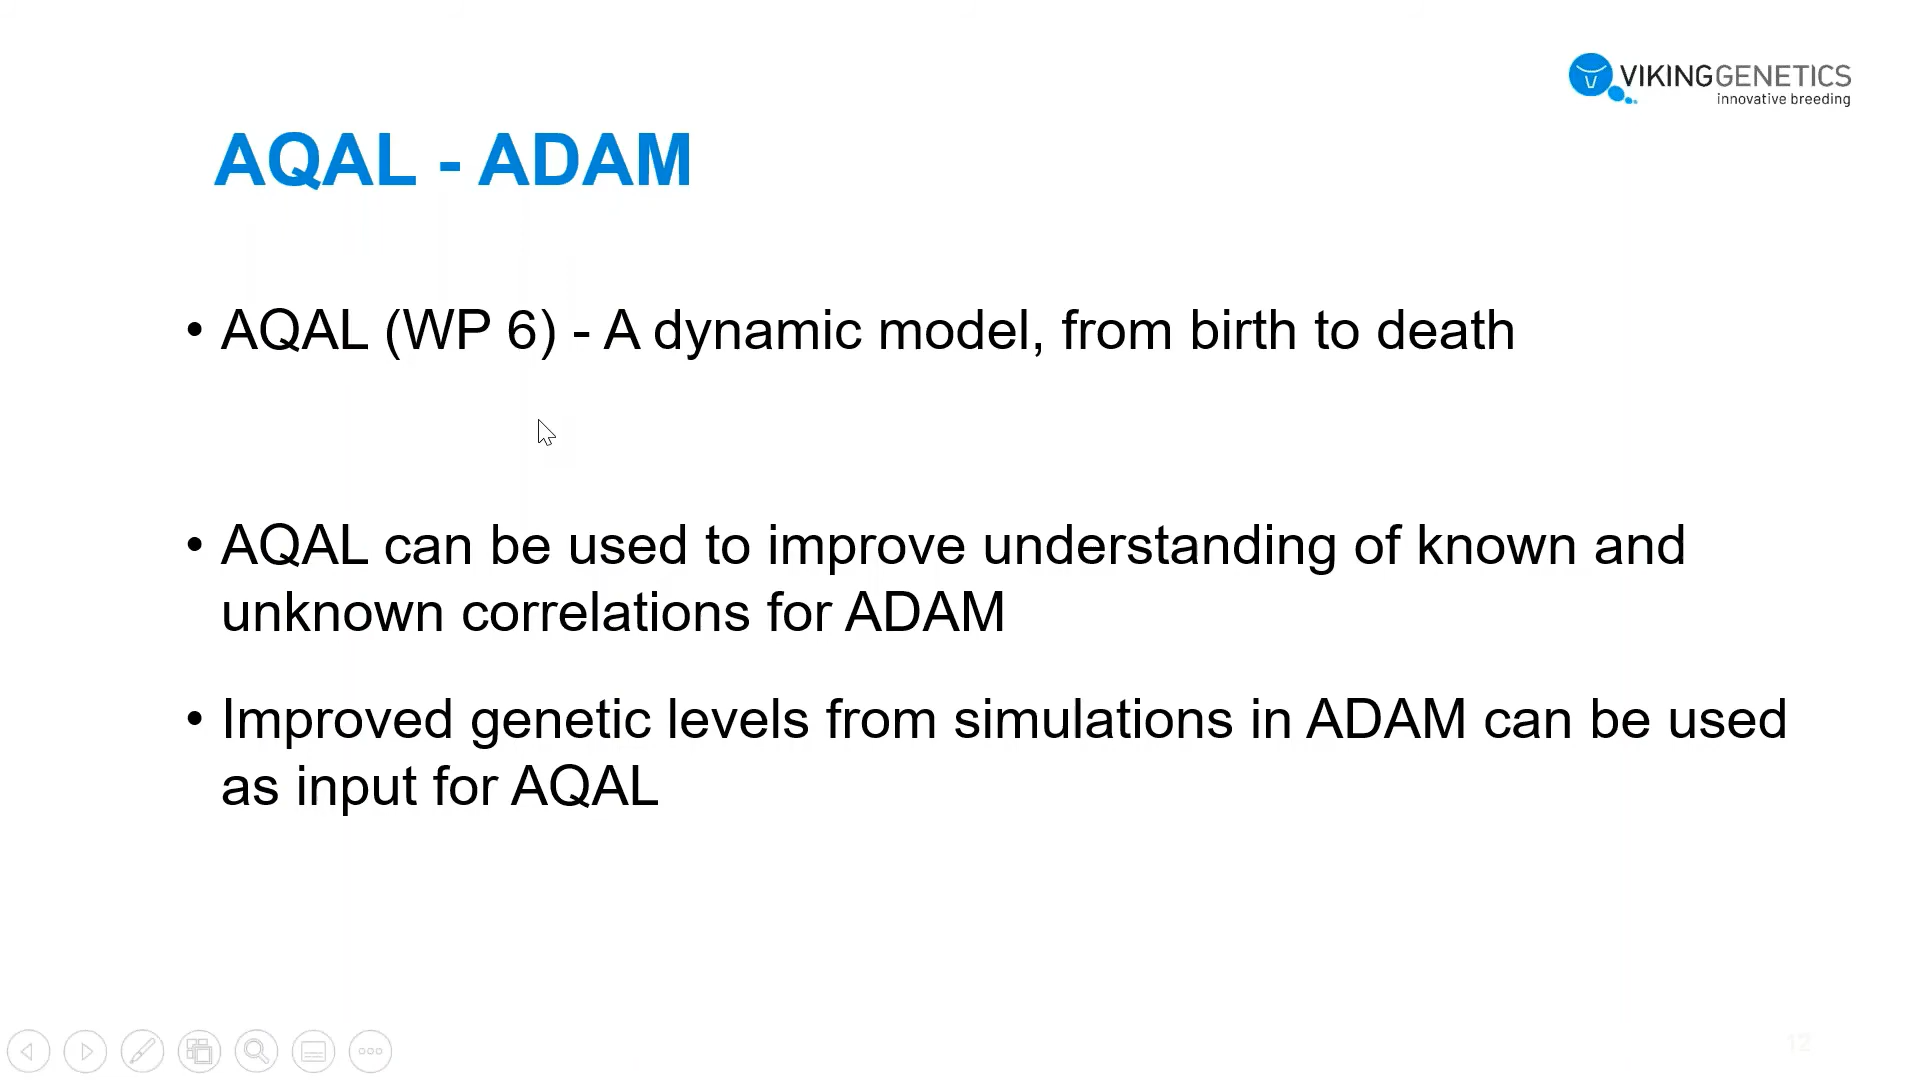 VIKINGGENETICS
innovative breeding
AQAL - ADAM
• AQAL (WP 6) - A dynamic model, from birth to death
• AQAL can be used to improve understanding of known and
unknown correlations for ADAM
• Improved genetic levels from simulations in ADAM can be used
as input for AQAL
12